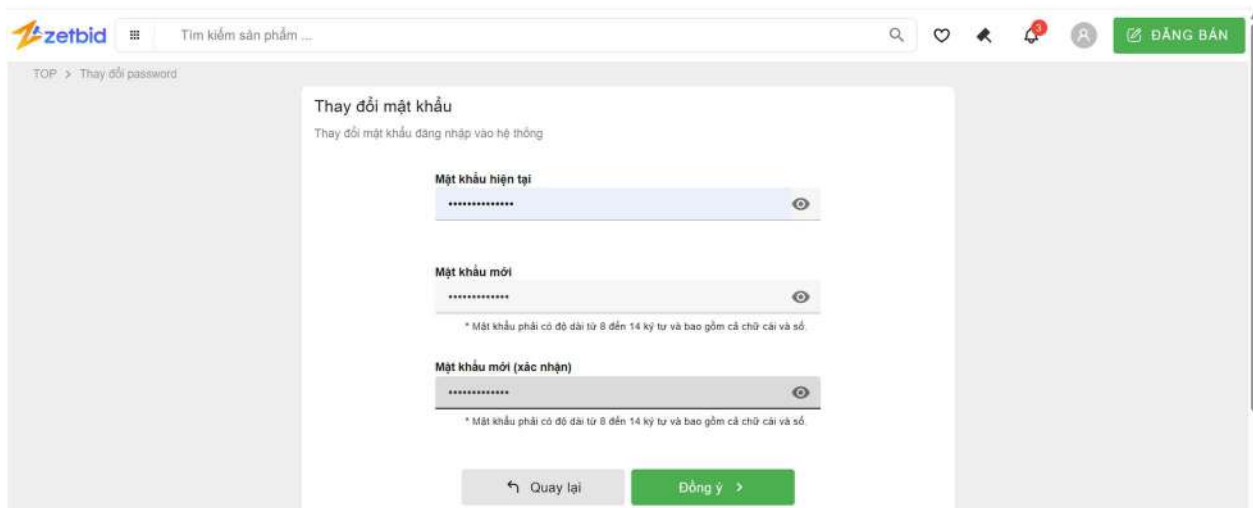 zetbid
Tìm kiếm sản phẩm ...
3
ĐĂNG BÁN
TOP > Thay đổi password
Thay đổi mật khẩu
Thay đổi mật khẩu đăng nhập vào hệ thống
Mật khẩu hiện tại
••••••••••••••
Mật khẩu mới
•••••••••••••
* Mật khẩu phải có độ dài từ 8 đến 14 ký tự và bao gồm cả chữ cái và số.
Mật khẩu mới (xác nhận)
•••••••••••••
* Mật khẩu phải có độ dài từ 8 đến 14 ký tự và bao gồm cả chữ cái và số.
Quay lại
Đồng ý >